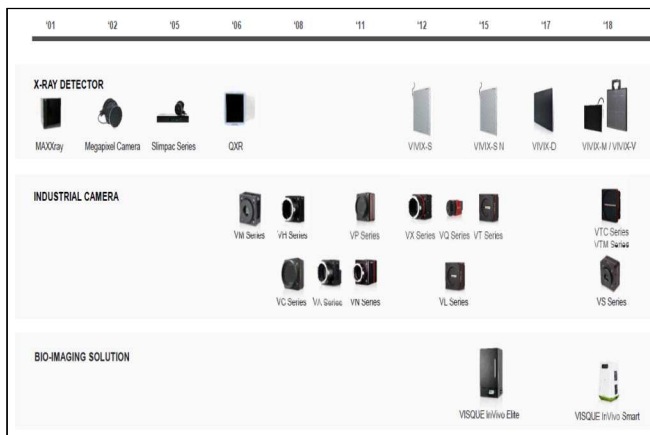 '01 '02 '05 '06 '08 '11 '12 '15 '17 '18
X-RAY DETECTOR
MAXXray Megapixel Camera Slimpac Series QXR VIVIX-S VIVIX-S N VIVIX-D VIVIX-M / VIVIX-V
INDUSTRIAL CAMERA
VM Series VH Series VP Series VX Series VQ Series VT Series VTC Series
VTM Series
VC Series VA Series VN Series VL Series VS Series
BIO-IMAGING SOLUTION
VISQUE InVivo Elite VISQUE InVivo Smart